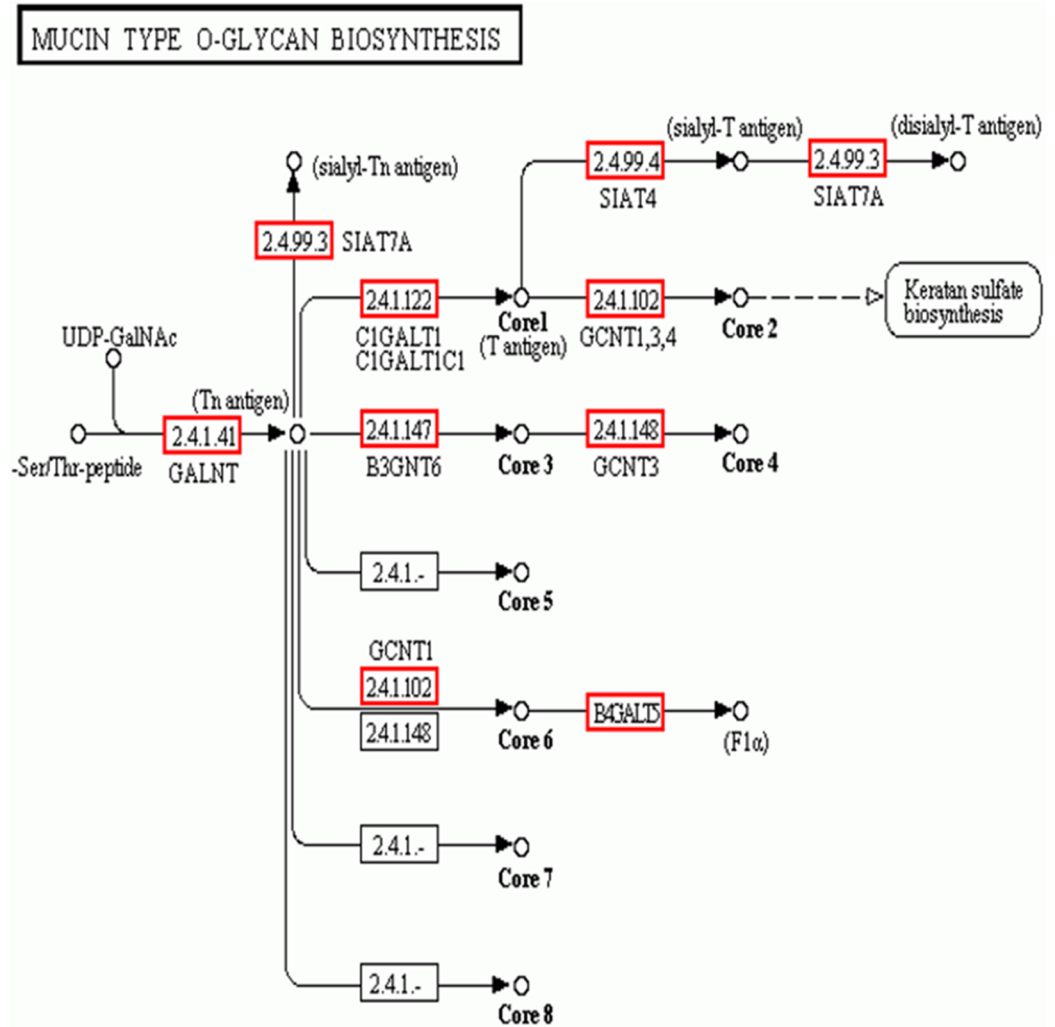 MUCIN TYPE O-GLYCAN BIOSYNTHESIS
(sialyl-T antigen)
(disialyl-T antigen)
(sialyl-Tn antigen)
2.4.99.4
2.4.99.3
SIAT4
SIAT7A
2.4.99.3
SIAT7A
2.4.1.122
2.4.1.102
Keratan sulfate
biosynthesis
C1GALT1
C1GALT1C1
Core1
(T antigen)
GCNT1,3,4
Core 2
UDP-GalNAc
(Tn antigen)
2.4.1.41
2.4.1.147
2.4.1.148
-Ser/Thr-peptide
GALNT
B3GNT6
Core 3
GCNT3
Core 4
2.4.1.-
Core 5
GCNT1
2.4.1.102
2.4.1.148
Core 6
B4GALT5
(F1α)
2.4.1.-
Core 7
2.4.1.-
Core 8